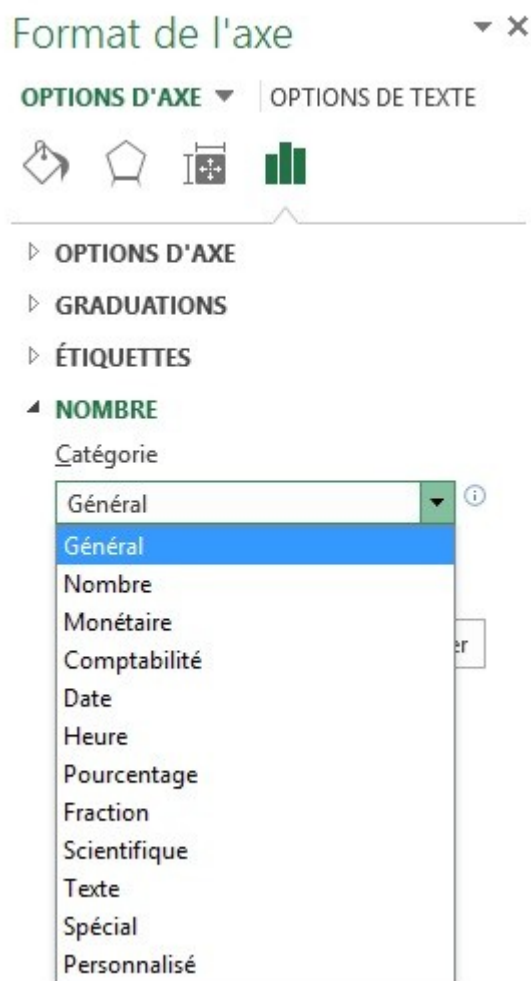 Format de l'axe
OPTIONS D'AXE OPTIONS DE TEXTE
OPTIONS D'AXE
GRADUATIONS
ÉTIQUETTES
NOMBRE
Catégorie
Général
Général
Nombre
Monétaire
er
Comptabilité
Date
Heure
Pourcentage
Fraction
Scientifique
Texte
Spécial
Personnalisé